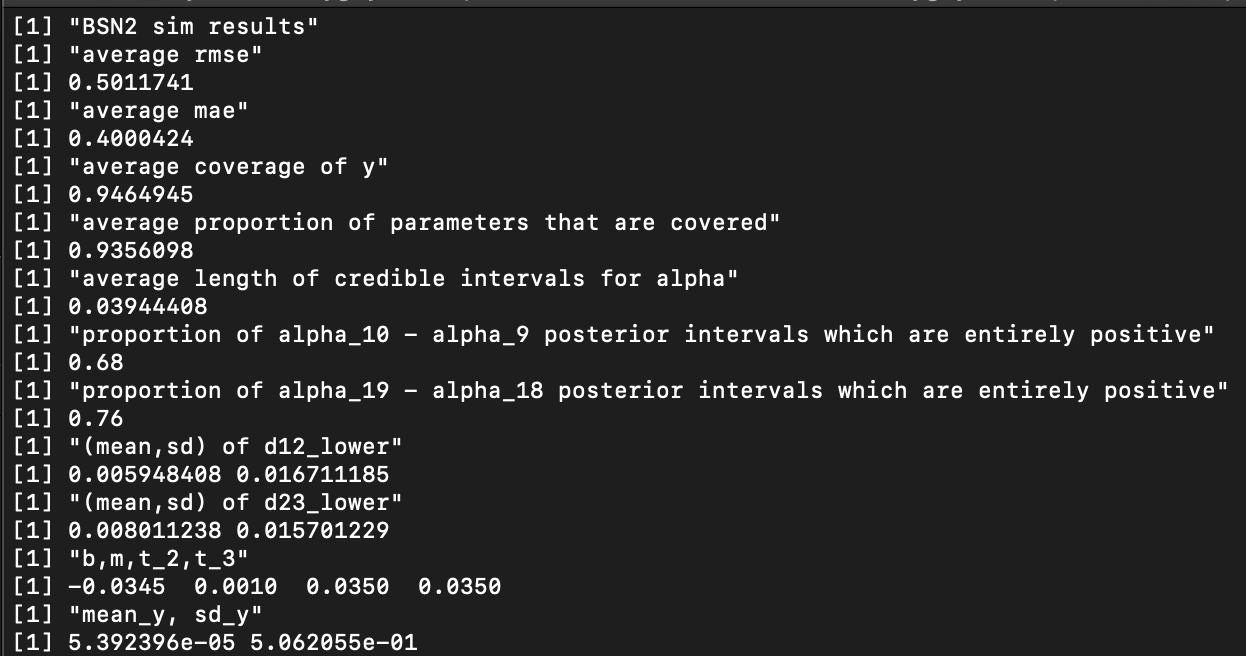 [1] "BSN2 sim results"
[1] "average rmse"
[1] 0.5011741
[1] "average mae"
[1] 0.4000424
[1] "average coverage of y"
[1] 0.9464945
[1] "average proportion of parameters that are covered"
[1] 0.9356098
[1] "average length of credible intervals for alpha"
[1] 0.03944408
[1] "proportion of alpha_10 – alpha_9 posterior intervals which are entirely positive"
[1] 0.68
[1] "proportion of alpha_19 – alpha_18 posterior intervals which are entirely positive"
[1] 0.76
[1] "(mean,sd) of d12_lower"
[1] 0.005948408 0.016711185
[1] "(mean,sd) of d23_lower"
[1] 0.008011238 0.015701229
[1] "b,m,t_2,t_3"
[1] –0.0345  0.0010  0.0350  0.0350
[1] "mean_y, sd_y"
[1] 5.392396e–05 5.062055e–01